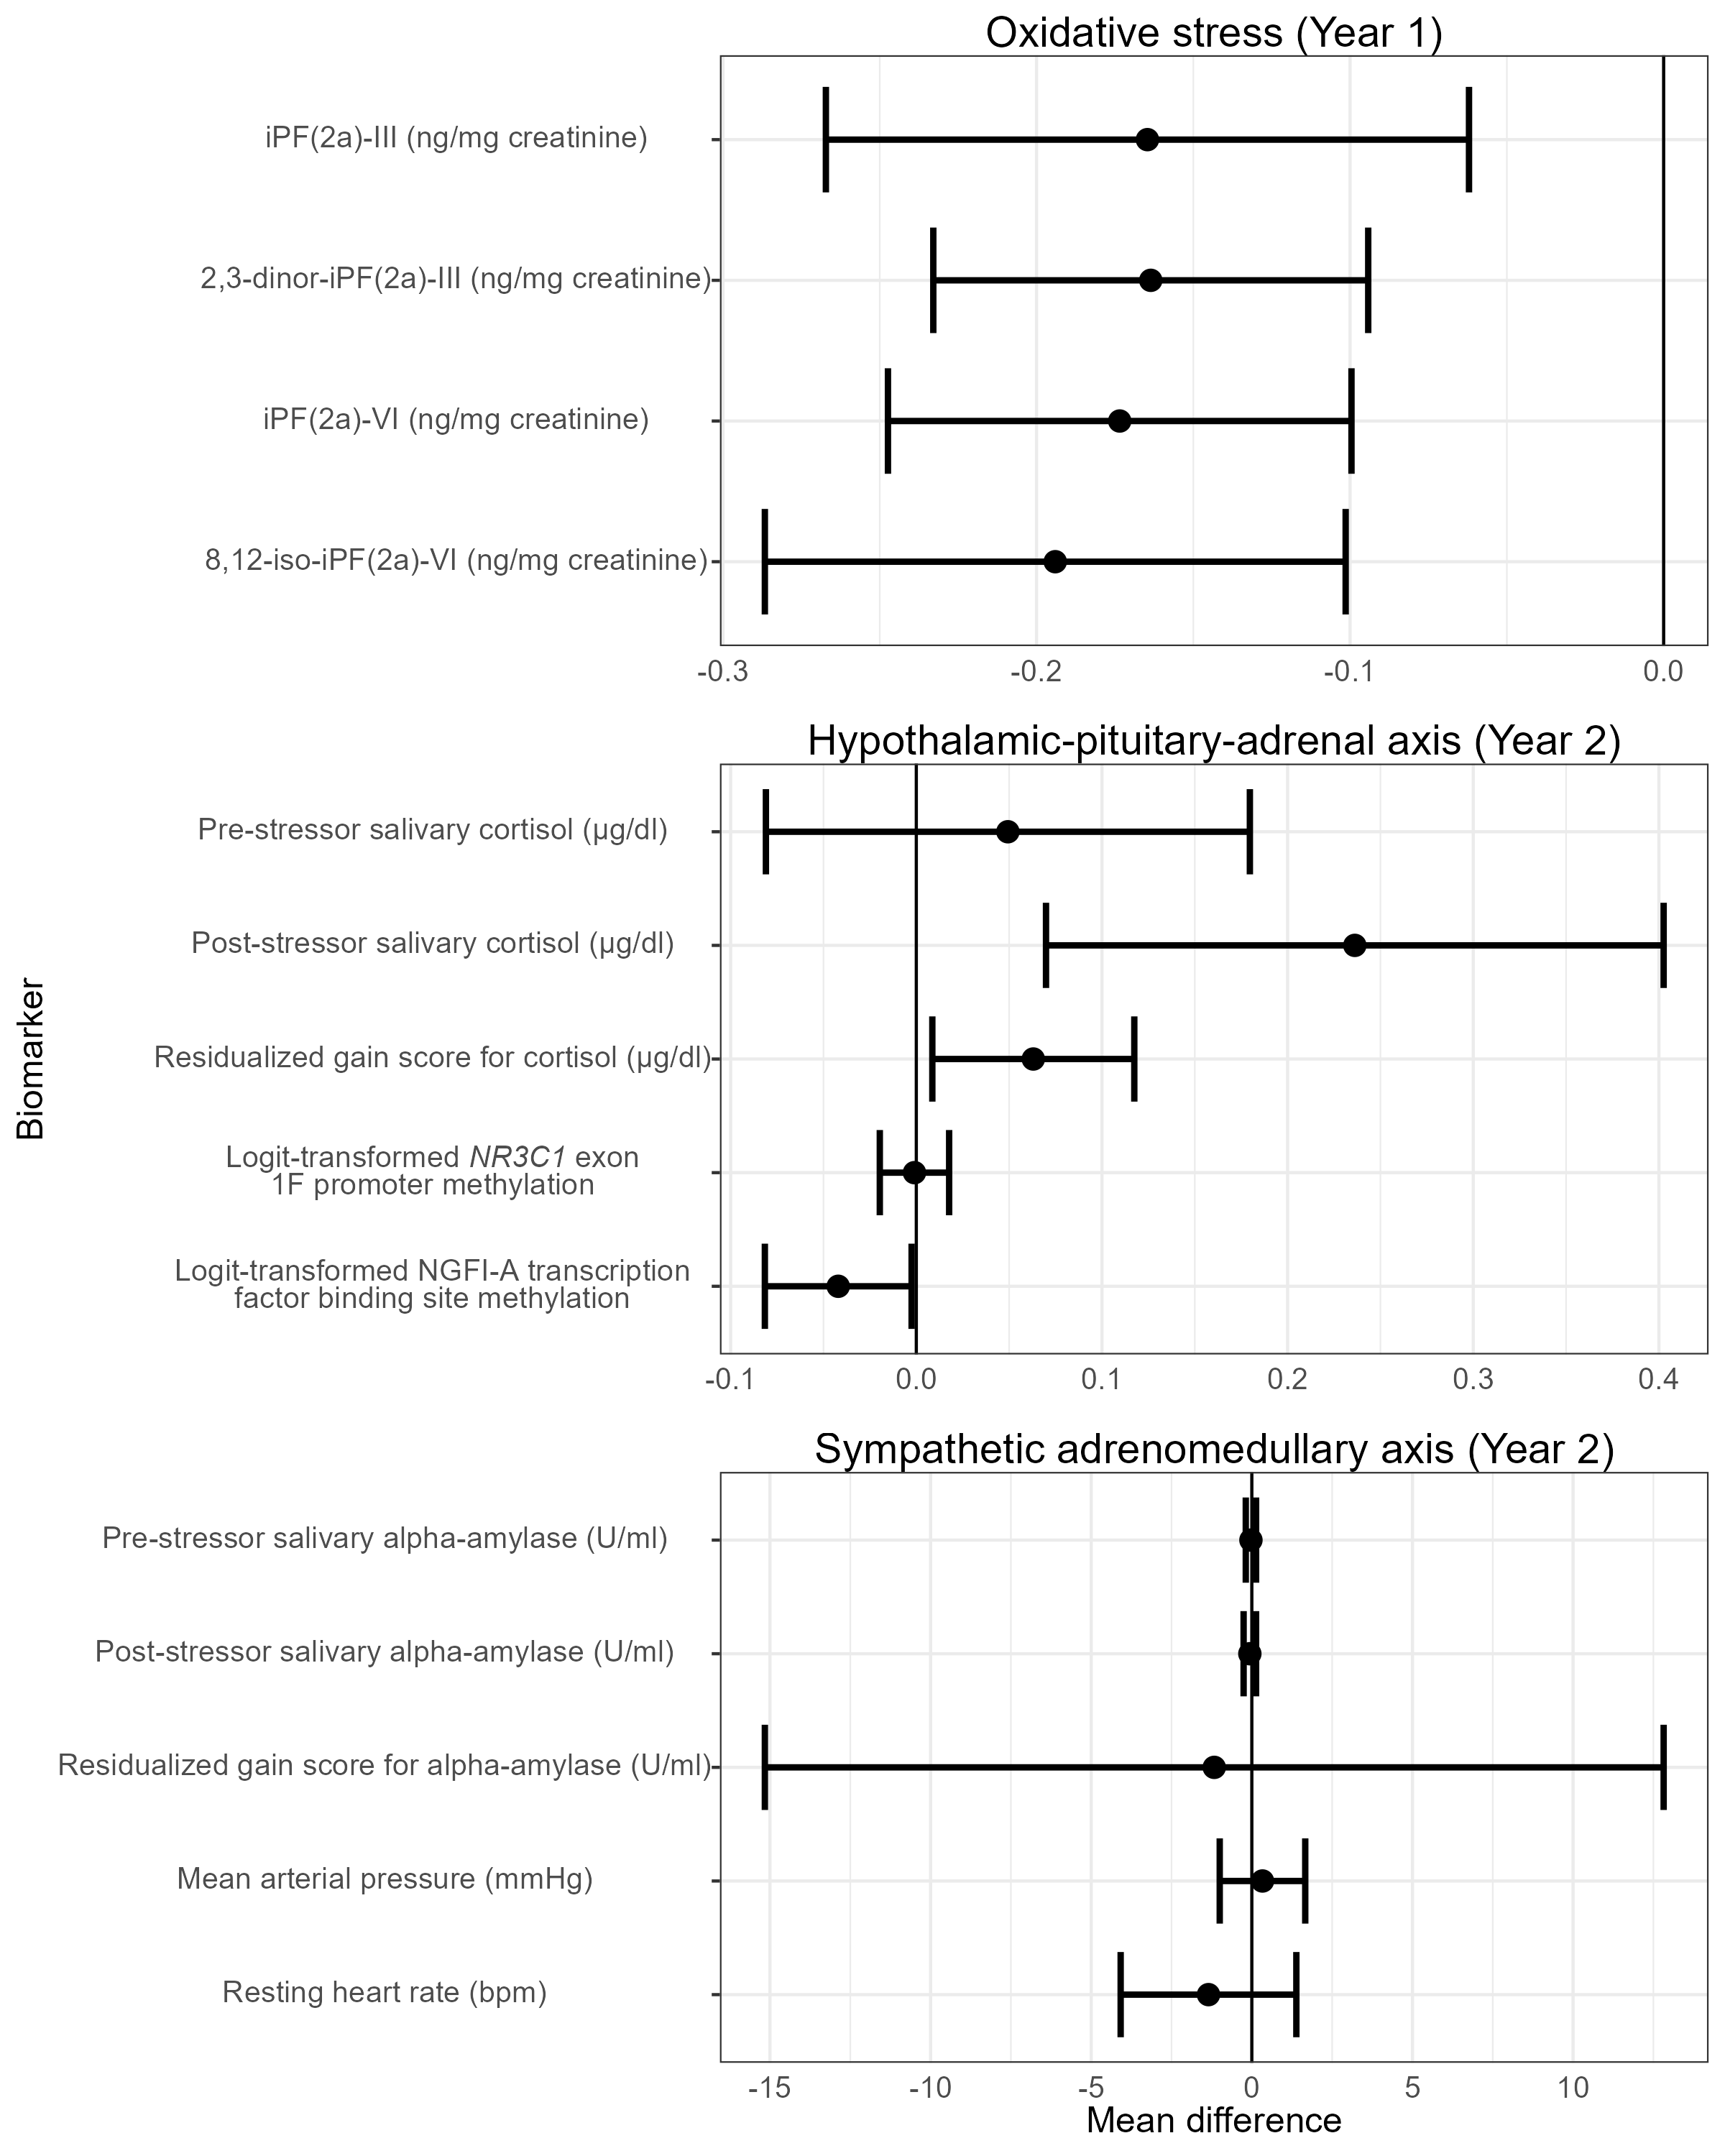 Oxidative stress (Year 1)
iPF(2a)-III (ng/mg creatinine)
2,3-dinor-iPF(2a)-III (ng/mg creatinine)
iPF(2a)-VI (ng/mg creatinine)
8,12-iso-iPF(2a)-VI (ng/mg creatinine)
-0.3 -0.2 -0.1 0.0
Hypothalamic-pituitary-adrenal axis (Year 2)
Biomarker
Pre-stressor salivary cortisol (µg/dl)
Post-stressor salivary cortisol (µg/dl)
Residualized gain score for cortisol (µg/dl)
Logit-transformed NR3C1 exon
1F promoter methylation
Logit-transformed NGFI-A transcription
factor binding site methylation
-0.1 0.0 0.1 0.2 0.3 0.4
Sympathetic adrenomedullary axis (Year 2)
Pre-stressor salivary alpha-amylase (U/ml)
Post-stressor salivary alpha-amylase (U/ml)
Residualized gain score for alpha-amylase (U/ml)
Mean arterial pressure (mmHg)
Resting heart rate (bpm)
-15 -10 -5 0 5 10
Mean difference